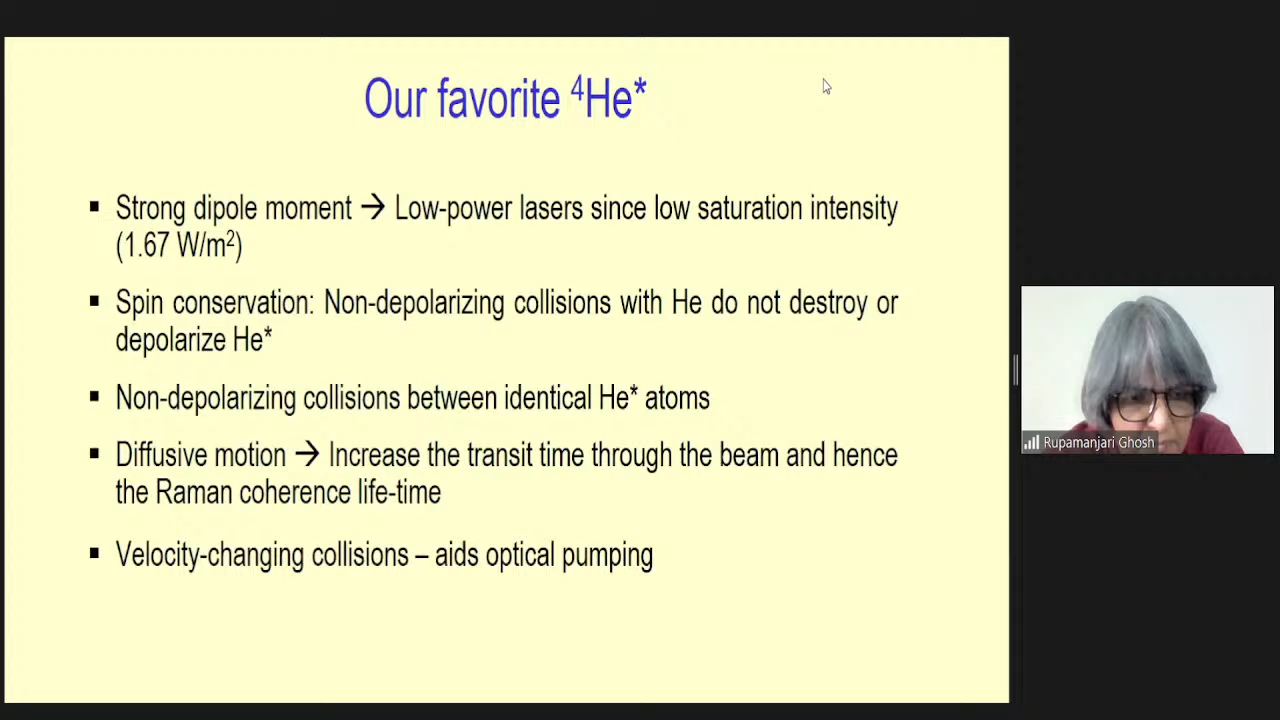 Our favorite ⁴He*
▪ Strong dipole moment → Low-power lasers since low saturation intensity
(1.67 W/m²)
▪ Spin conservation: Non-depolarizing collisions with He do not destroy or
depolarize He*
▪ Non-depolarizing collisions between identical He* atoms
▪ Diffusive motion → Increase the transit time through the beam and hence
the Raman coherence life-time
▪ Velocity-changing collisions – aids optical pumping
Rupamanjari Ghosh